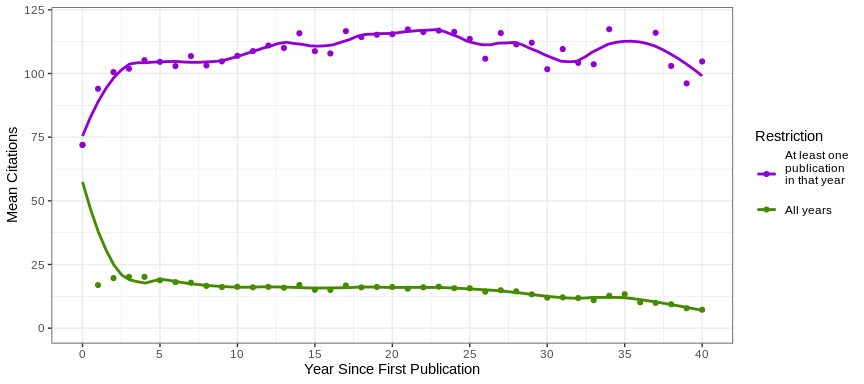 125
100
75
50
25
0
Mean Citations
0 5 10 15 20 25 30 35 40
Year Since First Publication
Restriction
At least one
publication
in that year
All years